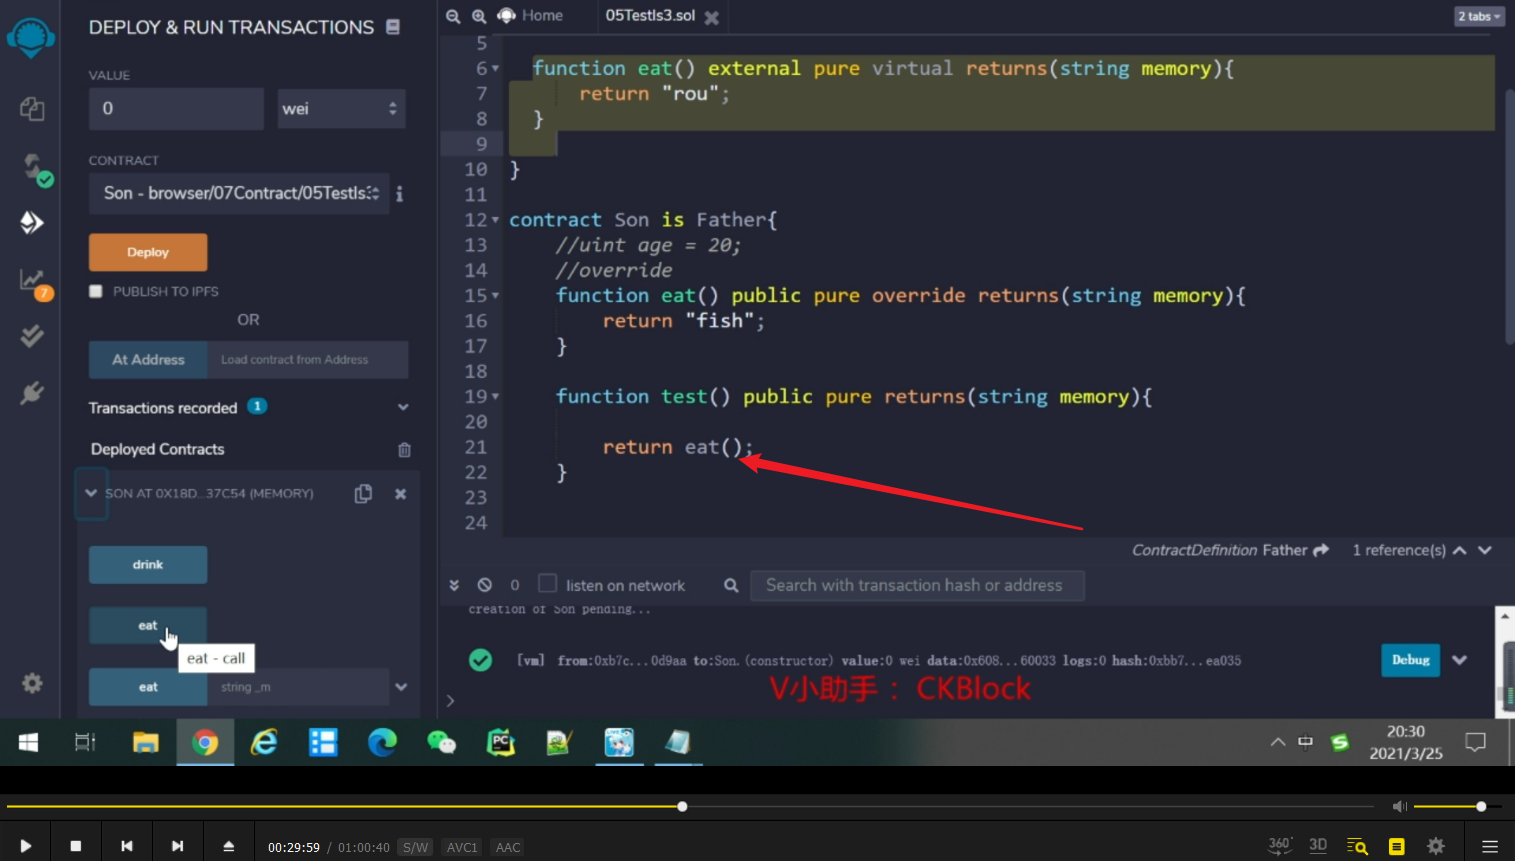 DEPLOY & RUN TRANSACTIONS
VALUE
0
wei
CONTRACT
Son - browser/07Contract/05TestIs3
Deploy
PUBLISH TO IPFS
OR
At Address
Load contract from Address
Transactions recorded 1
Deployed Contracts
SON AT 0X18D...37C54 (MEMORY)
drink
eat
eat - call
eat
string _m
7
Home
05TestIs3.sol
2 tabs
5
6 function eat() external pure virtual returns(string memory){
7 return "rou";
8 }
9
10 }
11
12 contract Son is Father{
13 //uint age = 20;
14 //override
15 function eat() public pure override returns(string memory){
16 return "fish";
17 }
18
19 function test() public pure returns(string memory){
20
21 return eat();
22 }
23
24
ContractDefinition Father 1 reference(s)
0
listen on network
Search with transaction hash or address
creation of Son pending...
[vm] from:0xb7c...0d9aa to:Son.(constructor) value:0 wei data:0x608...60033 logs:0 hash:0xbb7...ea035
Debug
V小助手： CKBlock
>
PC
中
20:30
2021/3/25
00:29:59 / 01:00:40 S/W AVC1 AAC
360°
3D